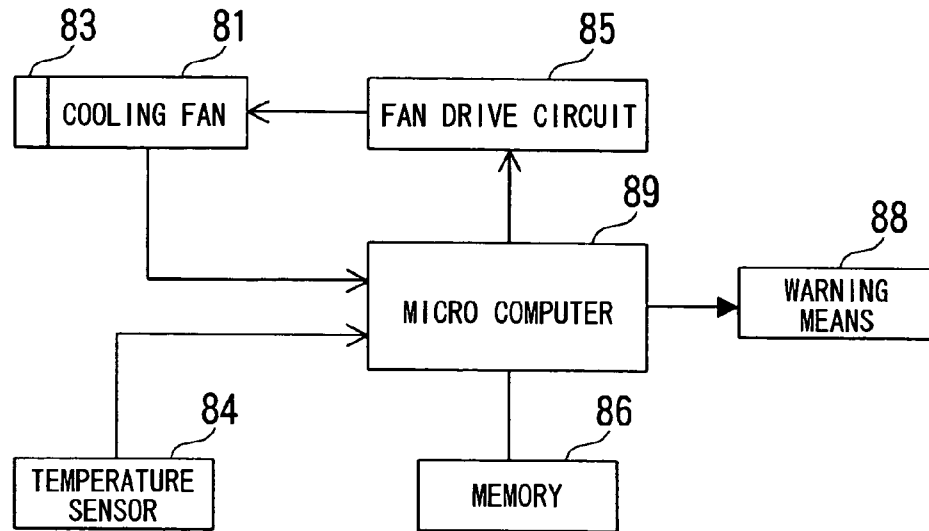 83
81
85
COOLING FAN
FAN DRIVE CIRCUIT
89
88
MICRO COMPUTER
WARNING
MEANS
84
86
TEMPERATURE
SENSOR
MEMORY